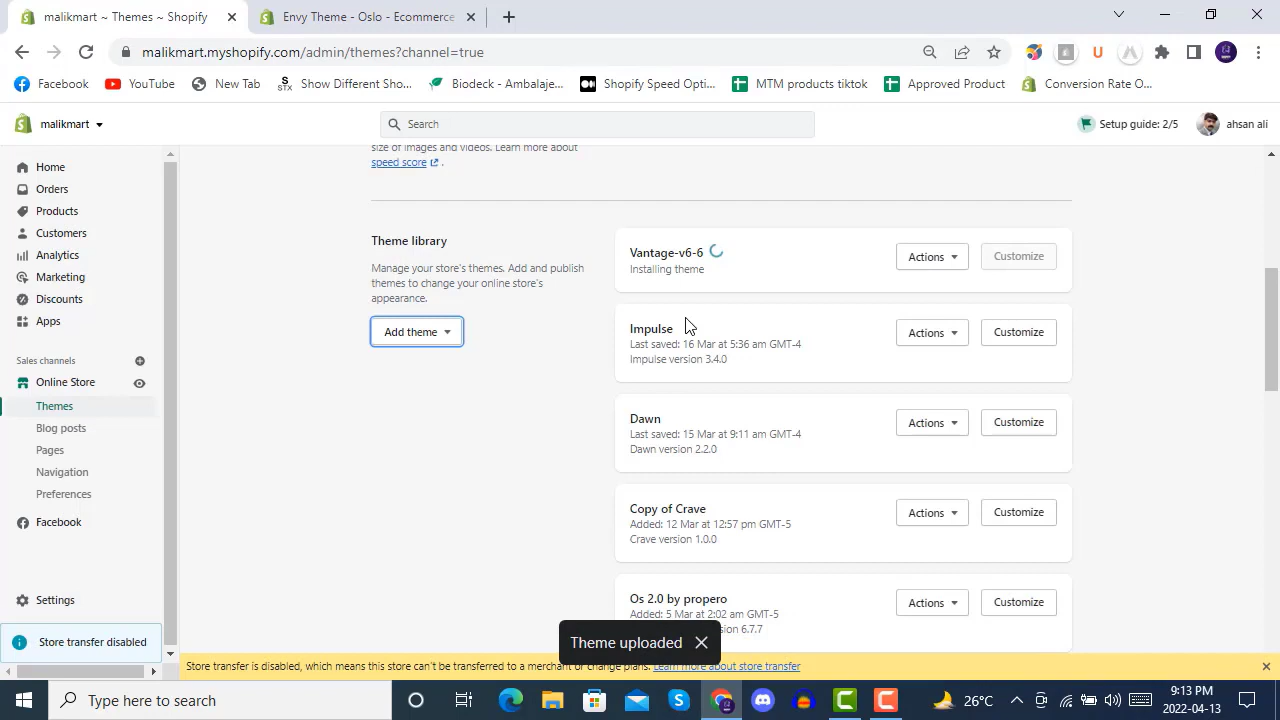 malikmart ~ Themes ~ Shopify
Envy Theme - Oslo - Ecommerce
malikmart.myshopify.com/admin/themes?channel=true
Facebook
YouTube
New Tab
STX
Show Different Sho...
Biodeck - Ambalaje...
Shopify Speed Opti...
MTM products tiktok
Approved Product
Conversion Rate O...
malikmart
Search
Setup guide: 2/5
ahsan ali
Home
Orders
Products
Customers
Analytics
Marketing
Discounts
Apps
Sales channels
Online Store
Themes
Blog posts
Pages
Navigation
Preferences
Facebook
Settings
Store transfer disabled
size of images and videos. Learn more about
speed score .
Theme library
Manage your store's themes. Add and publish
themes to change your online store's
appearance.
Add theme
Vantage-v6-6
Installing theme
Actions
Customize
Impulse
Last saved: 16 Mar at 5:36 am GMT-4
Impulse version 3.4.0
Actions
Customize
Dawn
Last saved: 15 Mar at 9:11 am GMT-4
Dawn version 2.2.0
Actions
Customize
Copy of Crave
Added: 12 Mar at 12:57 pm GMT-5
Crave version 1.0.0
Actions
Customize
Os 2.0 by propero
Added: 5 Mar at 2:02 am GMT-5
6.7.7
Actions
Customize
Theme uploaded
Store transfer is disabled, which means this store can't be transferred to a merchant or change plans. Learn more about store transfer
Type here to search
26°C
9:13 PM
2022-04-13